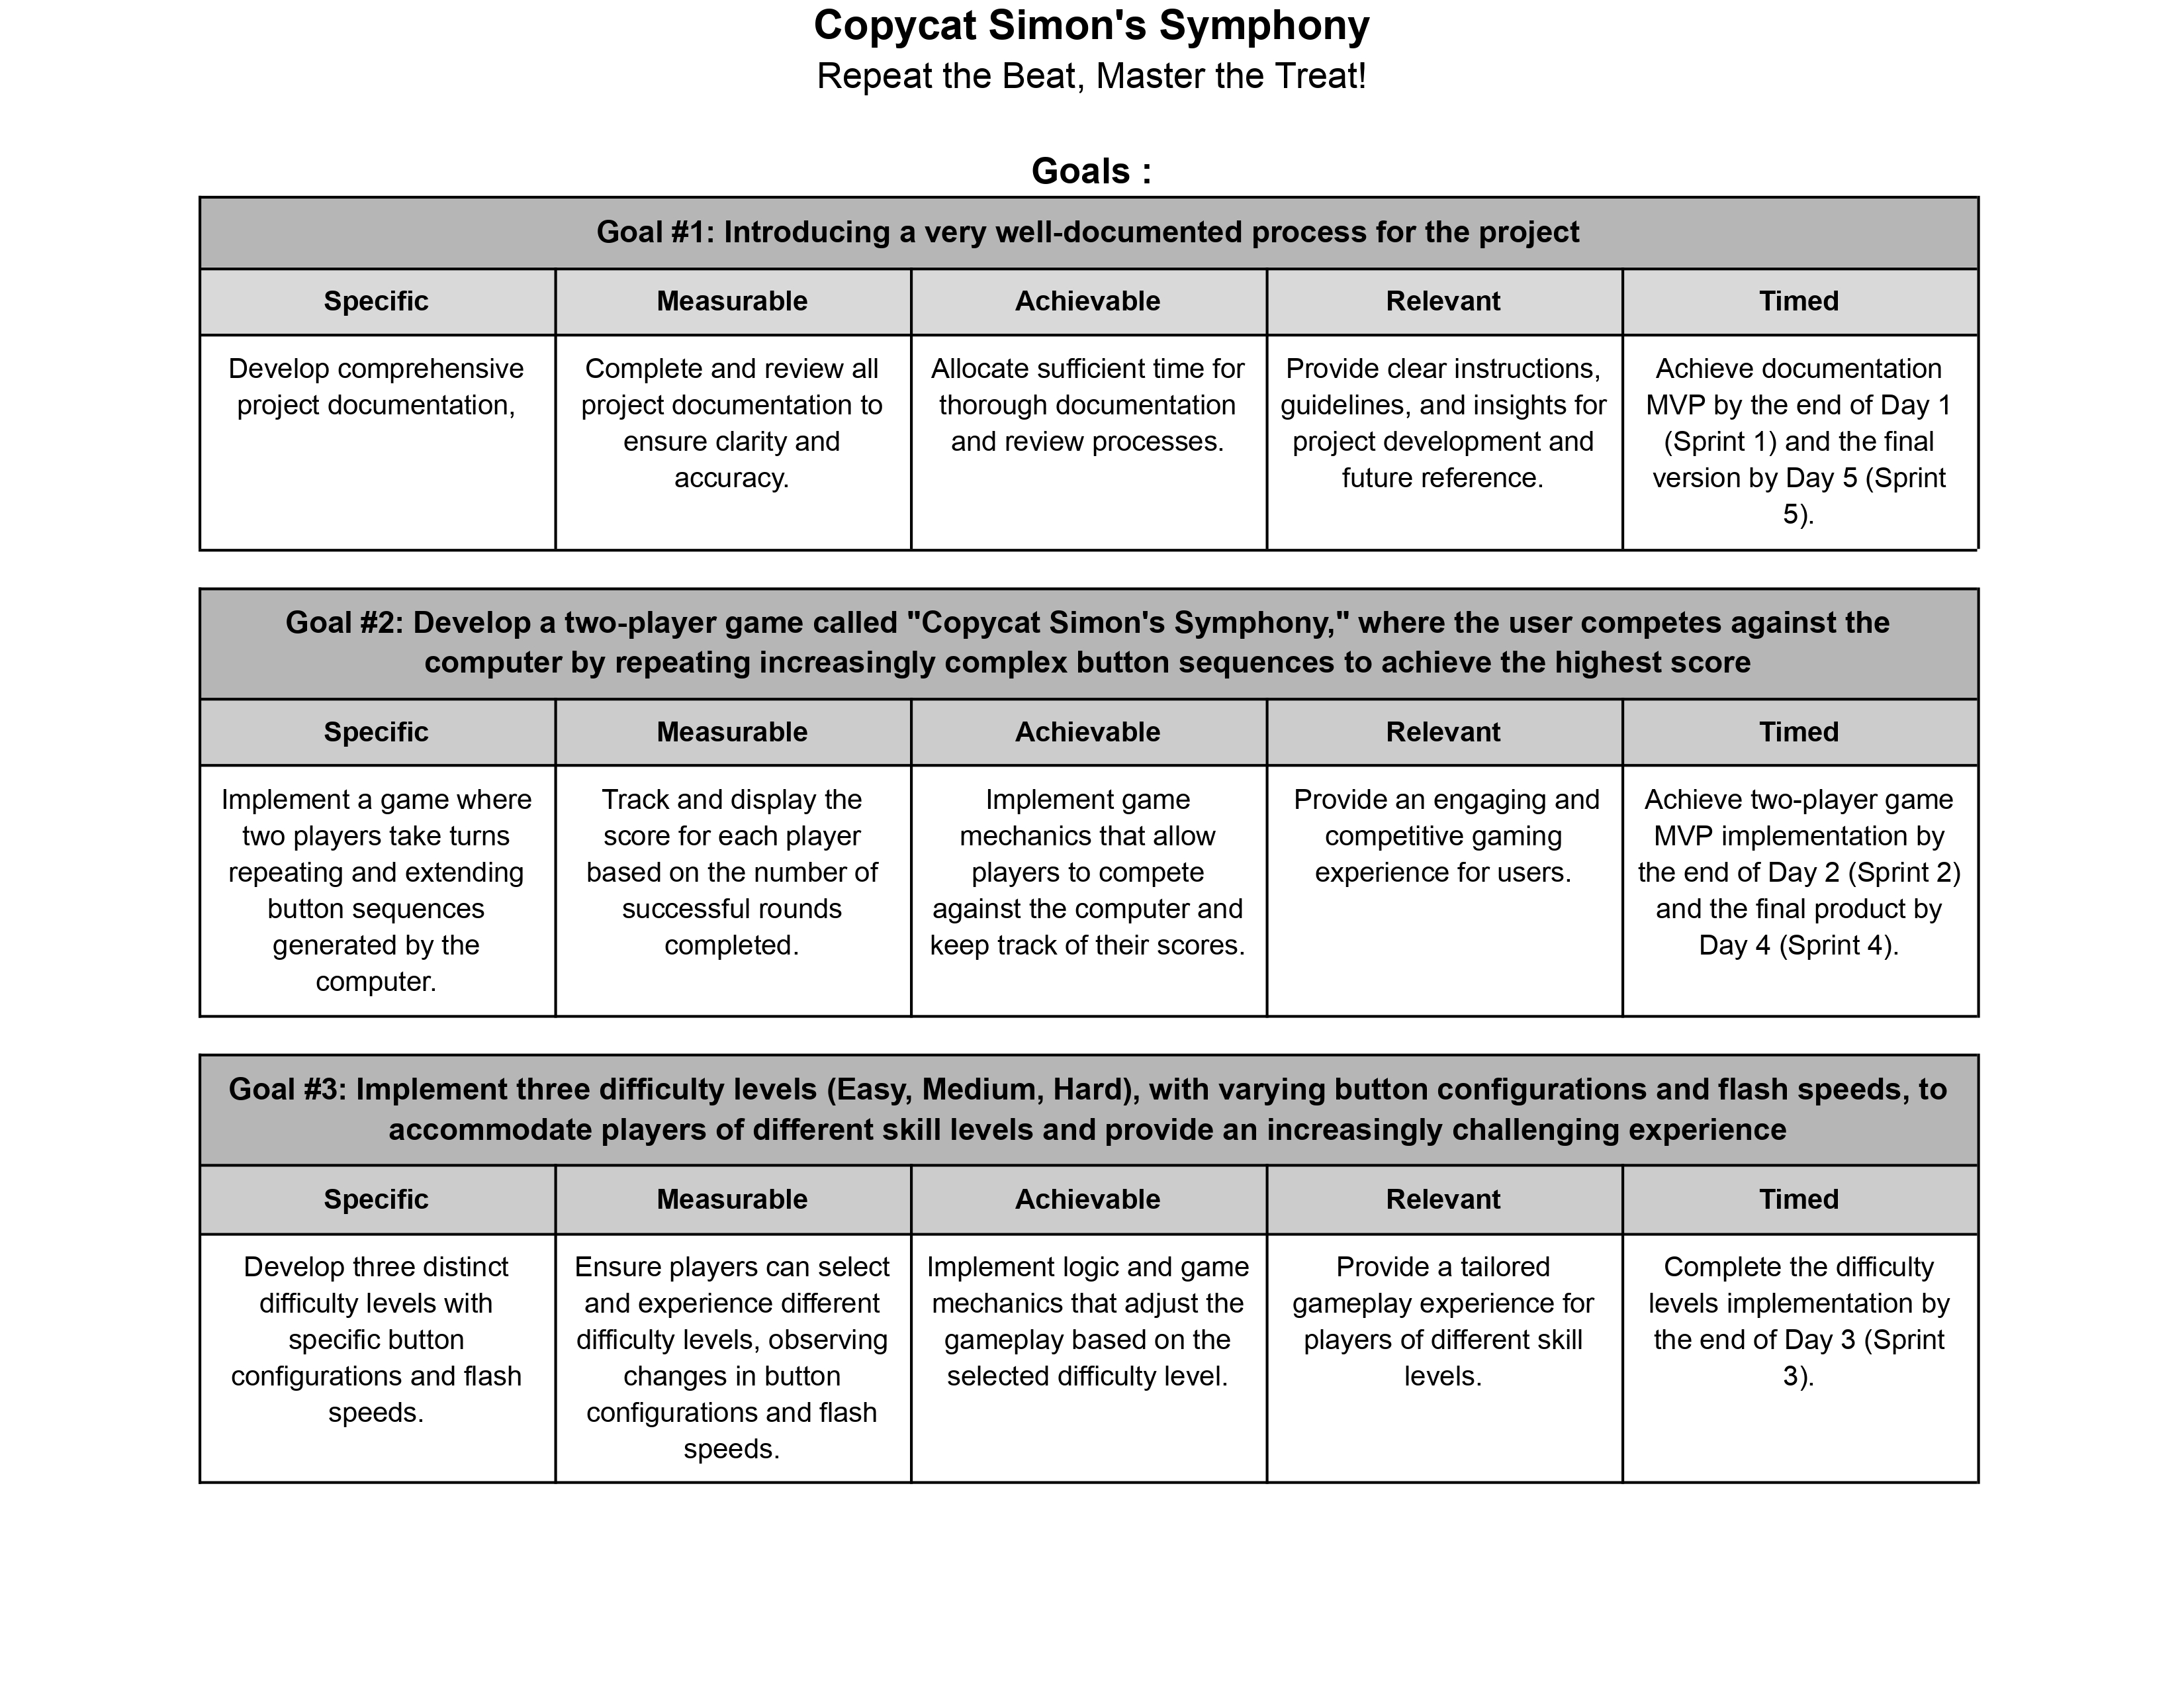 Copycat Simon's Symphony
Repeat the Beat, Master the Treat!
Goals :
Goal #1: Introducing a very well-documented process for the project
Specific
Measurable
Achievable
Relevant
Timed
Develop comprehensive
project documentation,
Complete and review all
project documentation to
ensure clarity and
accuracy.
Allocate sufficient time for
thorough documentation
and review processes.
Provide clear instructions,
guidelines, and insights for
project development and
future reference.
Achieve documentation
MVP by the end of Day 1
(Sprint 1) and the final
version by Day 5 (Sprint
5).
Goal #2: Develop a two-player game called "Copycat Simon's Symphony," where the user competes against the
computer by repeating increasingly complex button sequences to achieve the highest score
Specific
Measurable
Achievable
Relevant
Timed
Implement a game where
two players take turns
repeating and extending
button sequences
generated by the
computer.
Track and display the
score for each player
based on the number of
successful rounds
completed.
Implement game
mechanics that allow
players to compete
against the computer and
keep track of their scores.
Provide an engaging and
competitive gaming
experience for users.
Achieve two-player game
MVP implementation by
the end of Day 2 (Sprint 2)
and the final product by
Day 4 (Sprint 4).
Goal #3: Implement three difficulty levels (Easy, Medium, Hard), with varying button configurations and flash speeds, to
accommodate players of different skill levels and provide an increasingly challenging experience
Specific
Measurable
Achievable
Relevant
Timed
Develop three distinct
difficulty levels with
specific button
configurations and flash
speeds.
Ensure players can select
and experience different
difficulty levels, observing
changes in button
configurations and flash
speeds.
Implement logic and game
mechanics that adjust the
gameplay based on the
selected difficulty level.
Provide a tailored
gameplay experience for
players of different skill
levels.
Complete the difficulty
levels implementation by
the end of Day 3 (Sprint
3).